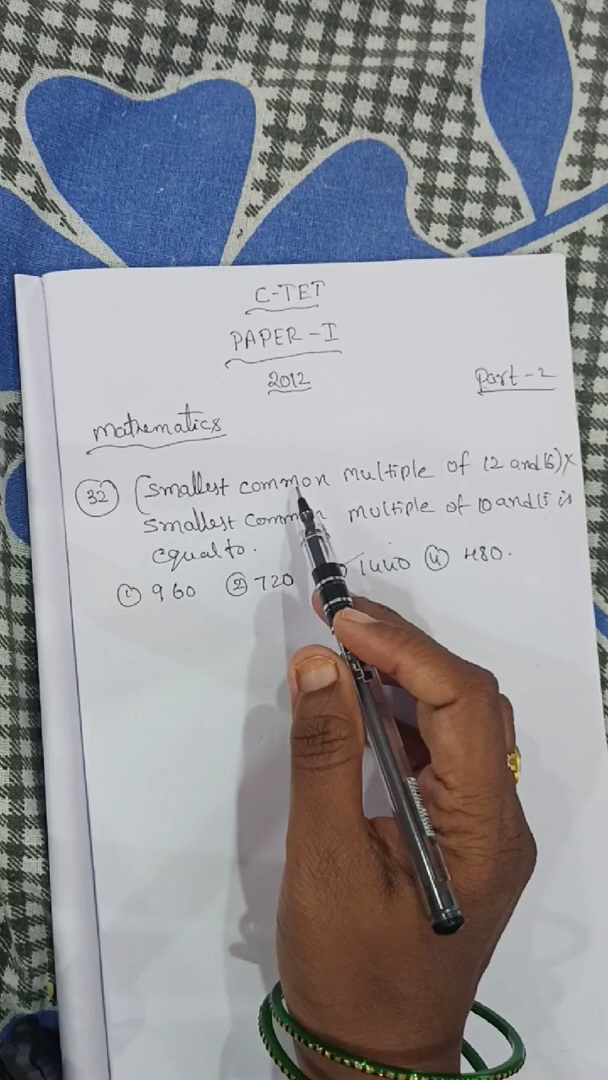 C-TET
PAPER-I
2012
Part-2
Mathematics
32 (Smallest common multiple of 12 and 16) x
Smallest common multiple of 10 and 15 is
equal to.
① 960 ② 720 1440 ④ 480.